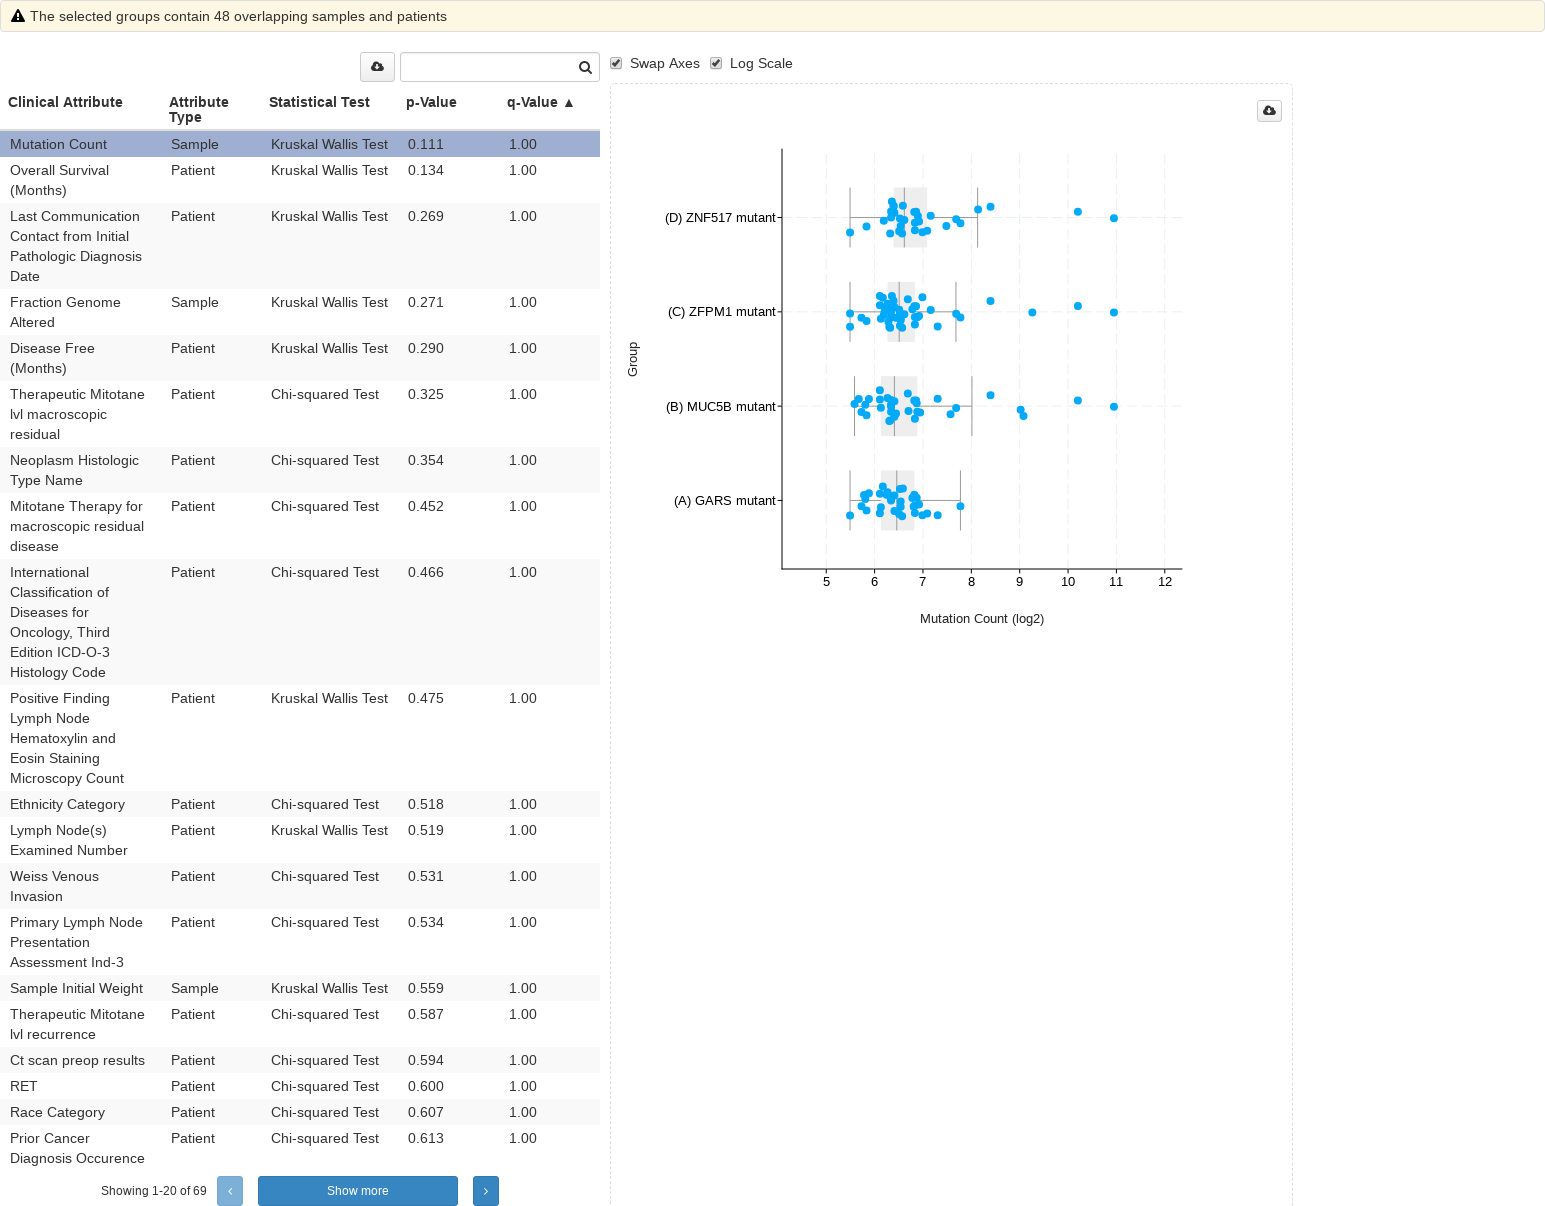 The selected groups contain 48 overlapping samples and patients
Swap Axes Log Scale
Clinical Attribute Attribute Type Statistical Test p-Value q-Value ▲
Mutation Count Sample Kruskal Wallis Test 0.111 1.00
Overall Survival (Months) Patient Kruskal Wallis Test 0.134 1.00
Last Communication Contact from Initial Pathologic Diagnosis Date Patient Kruskal Wallis Test 0.269 1.00
Fraction Genome Altered Sample Kruskal Wallis Test 0.271 1.00
Disease Free (Months) Patient Kruskal Wallis Test 0.290 1.00
Therapeutic Mitotane lvl macroscopic residual Patient Chi-squared Test 0.325 1.00
Neoplasm Histologic Type Name Patient Chi-squared Test 0.354 1.00
Mitotane Therapy for macroscopic residual disease Patient Chi-squared Test 0.452 1.00
International Classification of Diseases for Oncology, Third Edition ICD-O-3 Histology Code Patient Chi-squared Test 0.466 1.00
Positive Finding Lymph Node Hematoxylin and Eosin Staining Microscopy Count Patient Kruskal Wallis Test 0.475 1.00
Ethnicity Category Patient Chi-squared Test 0.518 1.00
Lymph Node(s) Examined Number Patient Kruskal Wallis Test 0.519 1.00
Weiss Venous Invasion Patient Chi-squared Test 0.531 1.00
Primary Lymph Node Presentation Assessment Ind-3 Patient Chi-squared Test 0.534 1.00
Sample Initial Weight Sample Kruskal Wallis Test 0.559 1.00
Therapeutic Mitotane lvl recurrence Patient Chi-squared Test 0.587 1.00
Ct scan preop results Patient Chi-squared Test 0.594 1.00
RET Patient Chi-squared Test 0.600 1.00
Race Category Patient Chi-squared Test 0.607 1.00
Prior Cancer Diagnosis Occurence Patient Chi-squared Test 0.613 1.00
Showing 1-20 of 69 ‹ Show more ›
Group
(D) ZNF517 mutant
(C) ZFPM1 mutant
(B) MUC5B mutant
(A) GARS mutant
5 6 7 8 9 10 11 12
Mutation Count (log2)